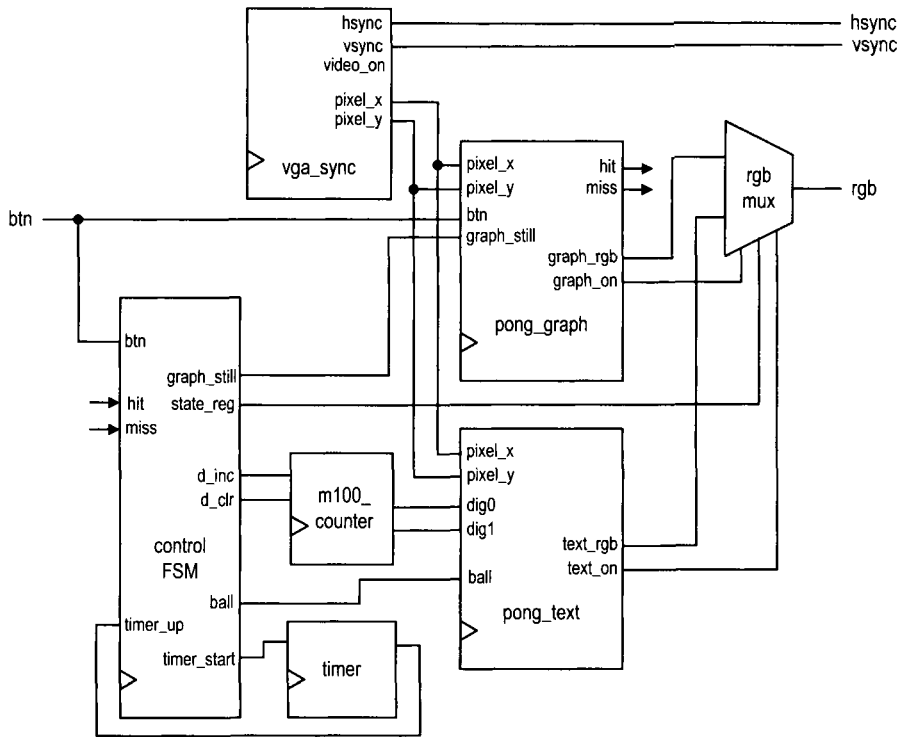 hsync
vsync
video_on
pixel_x
pixel_y
vga_sync
hsync
vsync
btn
pixel_x
pixel_y
btn
graph_still
hit
miss
graph_rgb
graph_on
pong_graph
rgb
mux
rgb
btn
hit
miss
graph_still
state_reg
d_inc
d_clr
control
FSM
ball
timer_up
timer_start
m100_
counter
timer
pixel_x
pixel_y
dig0
dig1
ball
text_rgb
text_on
pong_text